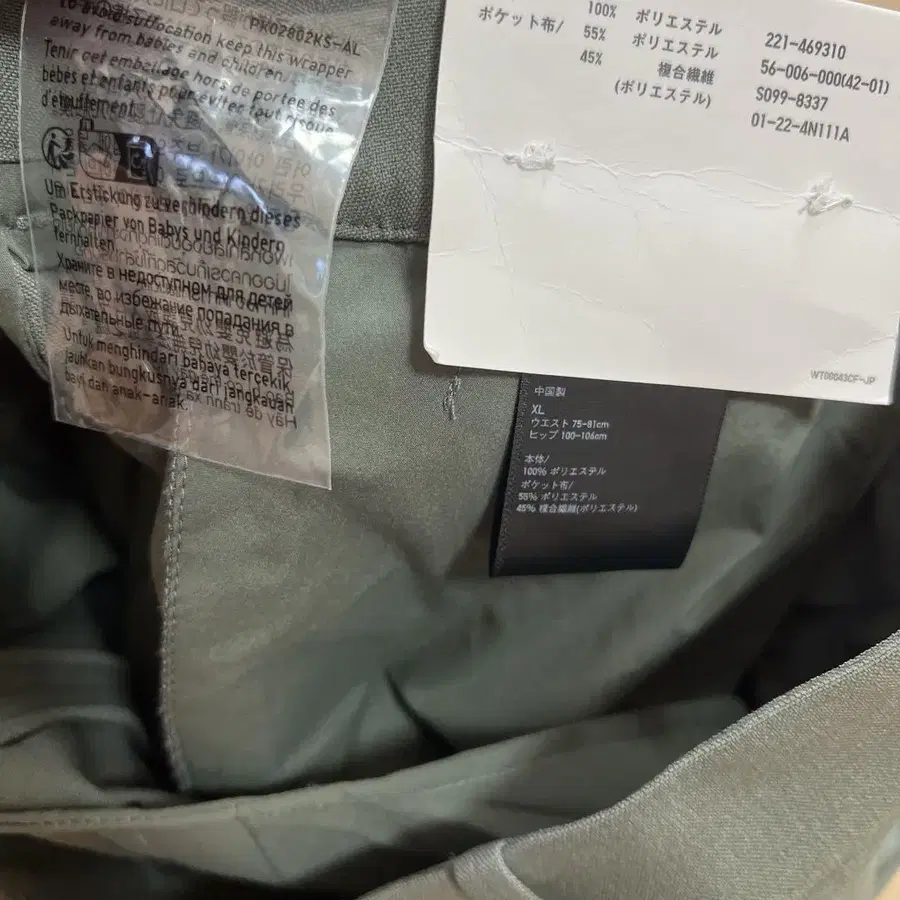 PK02802KS-AL
to avoid suffocation keep this wrapper
away from babies and children.
Tenir cet emballage hors de portée des
bébés et enfants pour éviter tout risque
d'étouffement.
Um Erstickung zu verhindern dieses
Packpapier von Babys und Kindern
fernhalten.
Храните в недоступном для детей
месте, во избежание попадания в
дыхательные пути.
Untuk menghindari bahaya tercekik,
jauhkan bungkusnya dari jangkauan
bayi dan anak-anak.
100% ポリエステル
ポケット布/ 55% ポリエステル
45% 複合繊維
(ポリエステル)
221-469310
56-006-000(42-01)
S099-8337
01-22-4N111A
WT00043CF-JP
中国製
XL
ウエスト 75-81cm
ヒップ 100-106cm
本体/
100% ポリエステル
ポケット布/
55% ポリエステル
45% 複合繊維(ポリエステル)